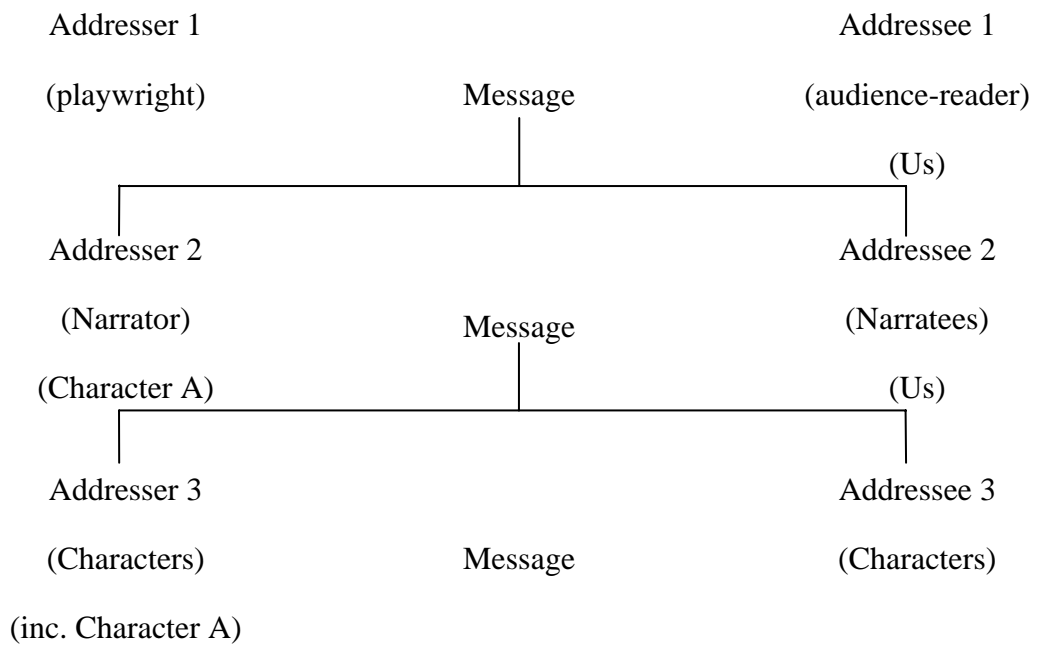 Addresser 1 Addressee 1
(playwright) Message (audience-reader)
(Us)
Addresser 2 Addressee 2
(Narrator) Message (Narratees)
(Character A) (Us)
Addresser 3 Addressee 3
(Characters) Message (Characters)
(inc. Character A)